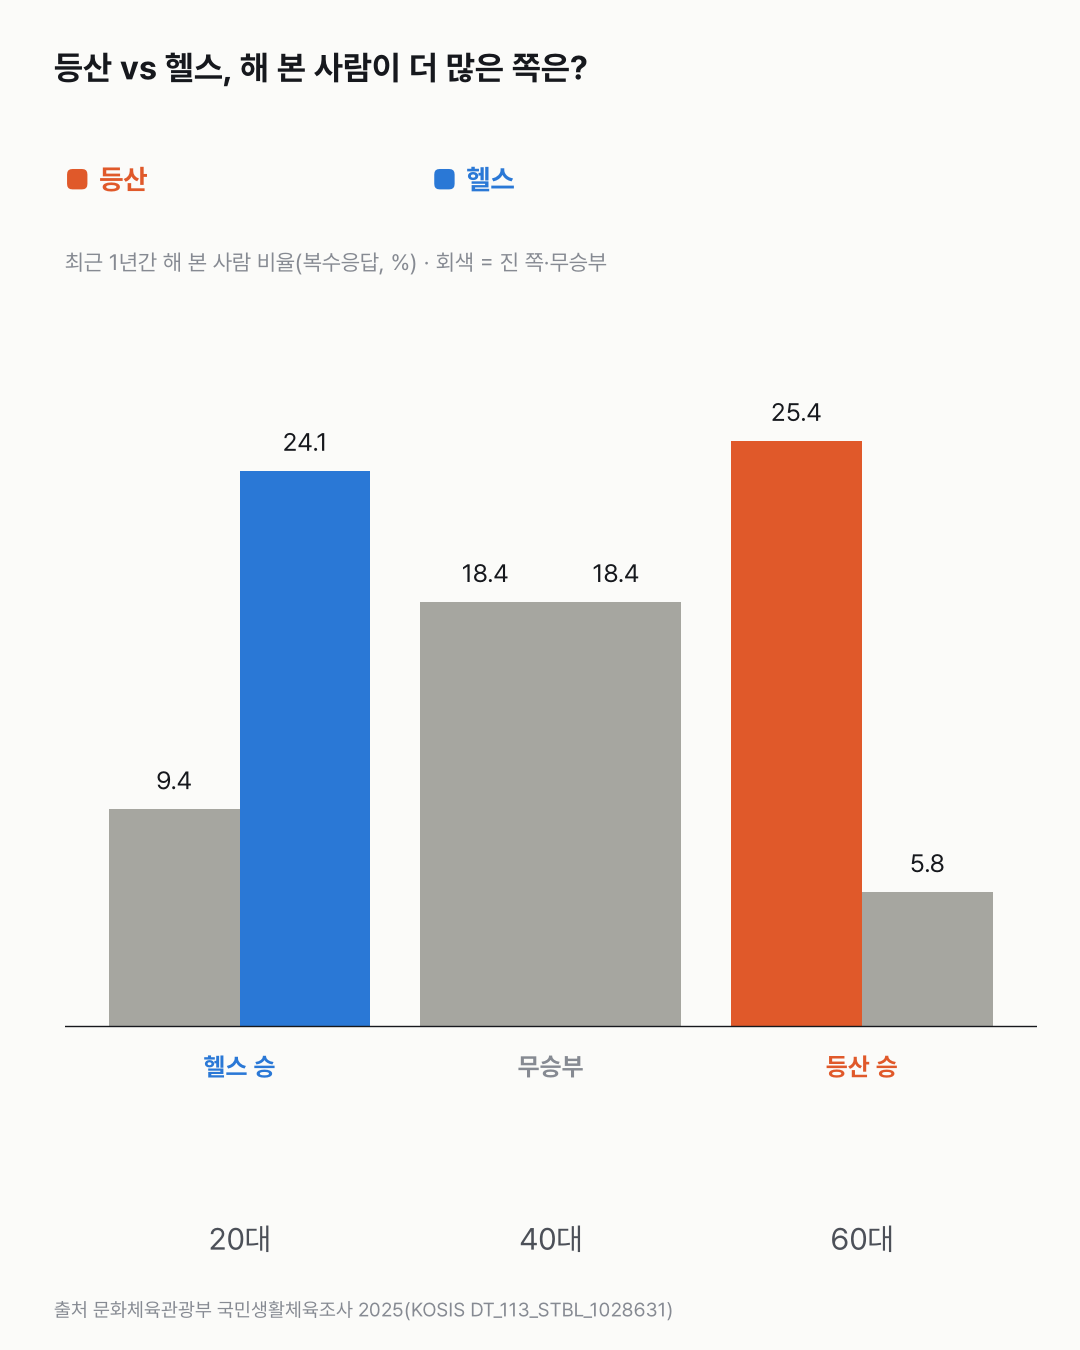 등산 vs 헬스, 해 본 사람이 더 많은 쪽은?
등산
헬스
최근 1년간 해 본 사람 비율(복수응답, %) · 회색 = 진 쪽·무승부
9.4
24.1
18.4
18.4
25.4
5.8
헬스 승
무승부
등산 승
20대
40대
60대
출처 문화체육관광부 국민생활체육조사 2025(KOSIS DT_113_STBL_1028631)